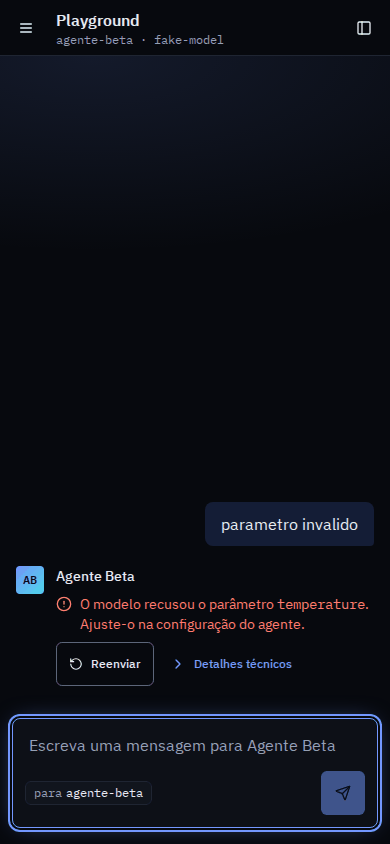 Playground
agente-beta · fake-model
parametro invalido
AB
Agente Beta
O modelo recusou o parâmetro temperature.
Ajuste-o na configuração do agente.
Reenviar
Detalhes técnicos
Escreva uma mensagem para Agente Beta
para agente-beta